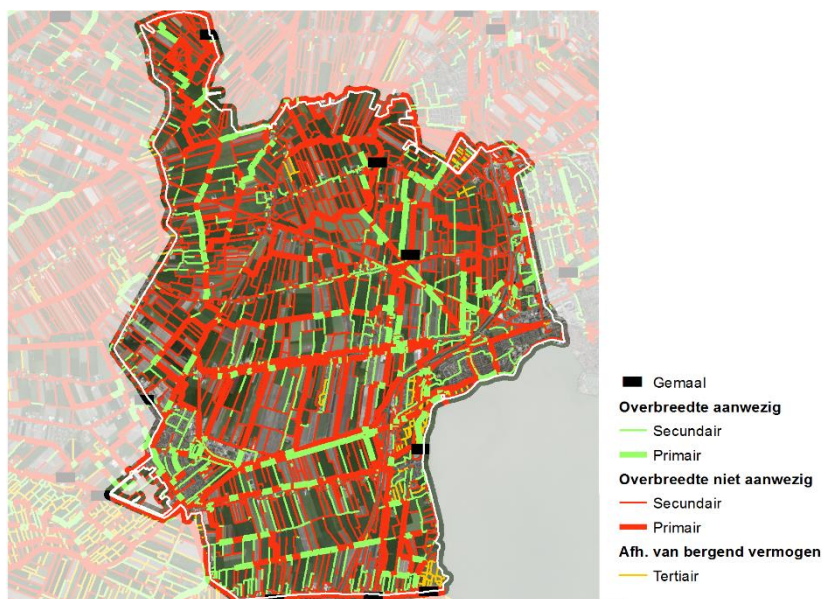 Gemaal
Overbreedte aanwezig
Secundair
Primair
Overbreedte niet aanwezig
Secundair
Primair
Afh. van bergend vermogen
Tertiair